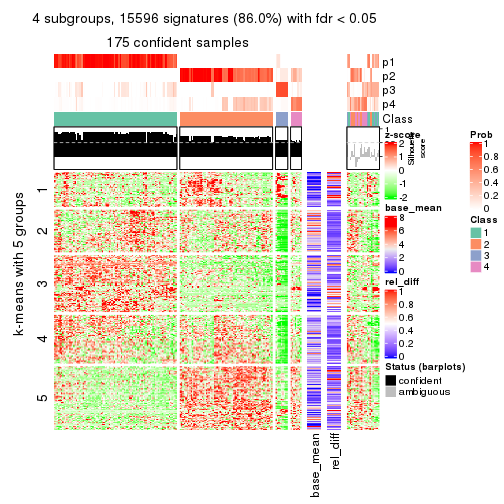 4 subgroups, 15596 signatures (86.0%) with fdr < 0.05
175 confident samples
p1
p2
p3
p4
Class
1
Silhouette
score
z-score
2
1
0
-1
-2
Prob
1
0.8
0.6
0.4
0.2
0
base_mean
8
6
4
2
0
Class
1
2
3
4
rel_diff
1
0.8
0.6
0.4
0.2
0
Status (barplots)
confident
ambiguous
k-means with 5 groups
1
2
3
4
5
base_mean
rel_diff